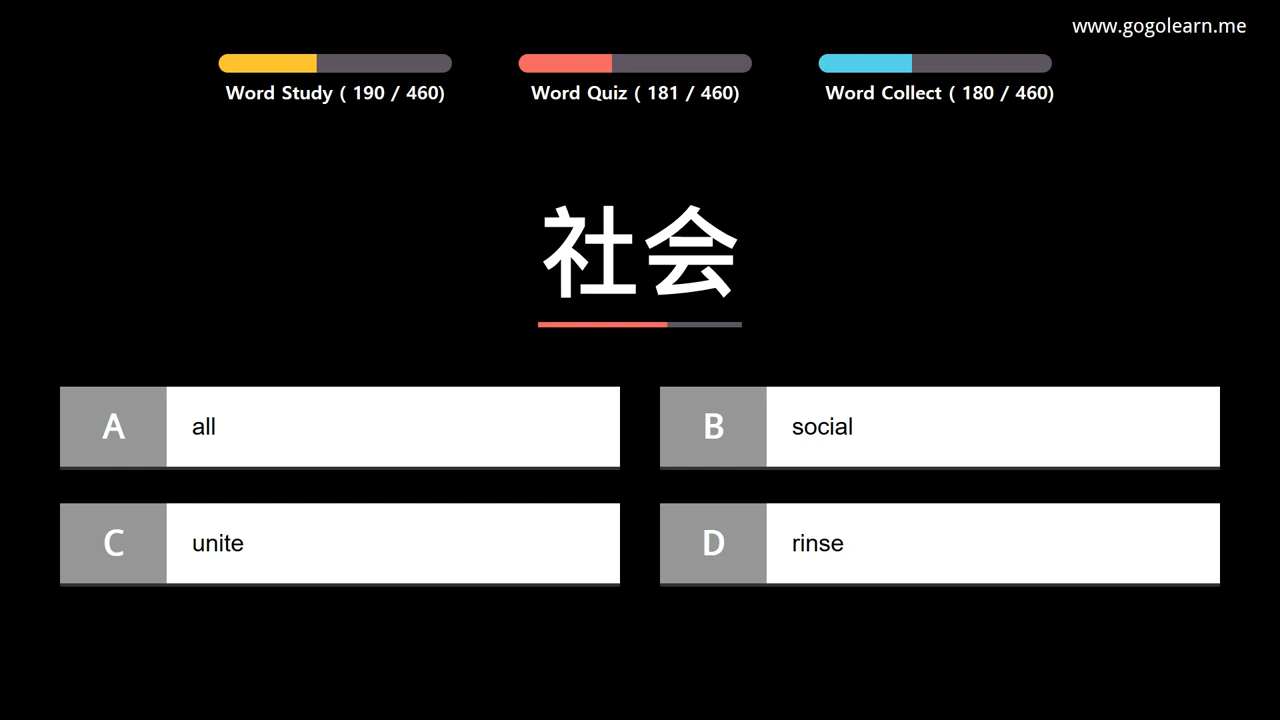 www.gogolearn.me
Word Study ( 190 / 460)
Word Quiz ( 181 / 460)
Word Collect ( 180 / 460)
社会
A all
B social
C unite
D rinse